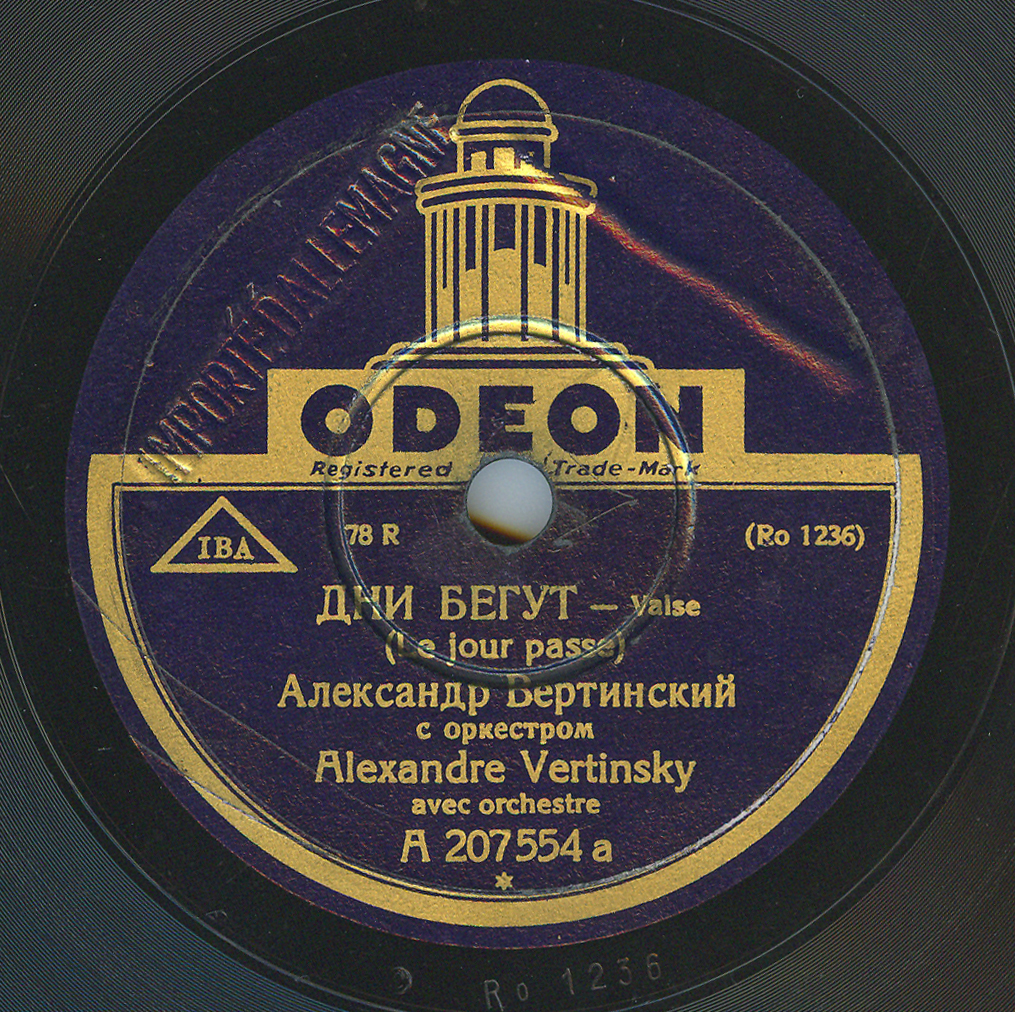 IMPORTÉ D'ALLEMAGNE
ODEON
Registered Trade-Mark
IBA
78 R
(Ro 1236)
ДНИ БЕГУТ – Valse
(Le jour passe)
Александр Вертинский
с оркестром
Alexandre Vertinsky
avec orchestre
A 207554 a
*
Ro 1236